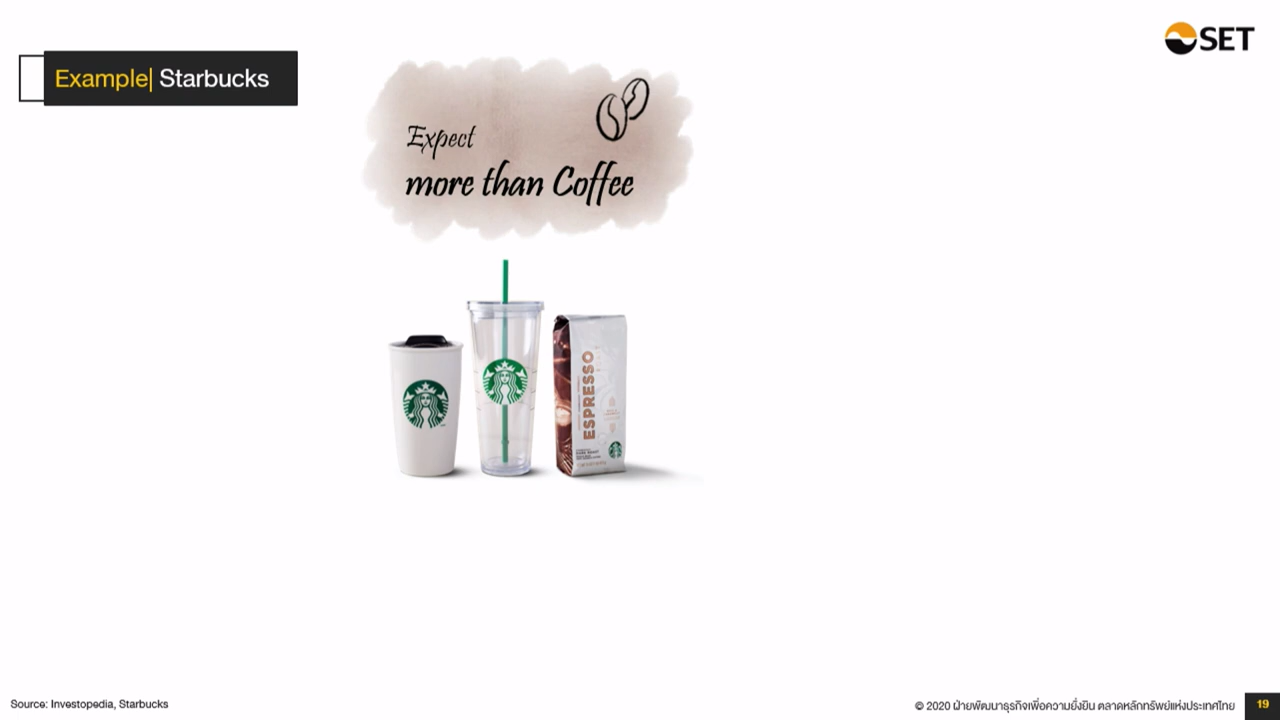 SET
Example| Starbucks
Expect
more than Coffee
ESPRESSO
DARK ROAST
Source: Investopedia, Starbucks
© 2020 ฝ่ายพัฒนาธุรกิจเพื่อความยั่งยืน ตลาดหลักทรัพย์แห่งประเทศไทย
19